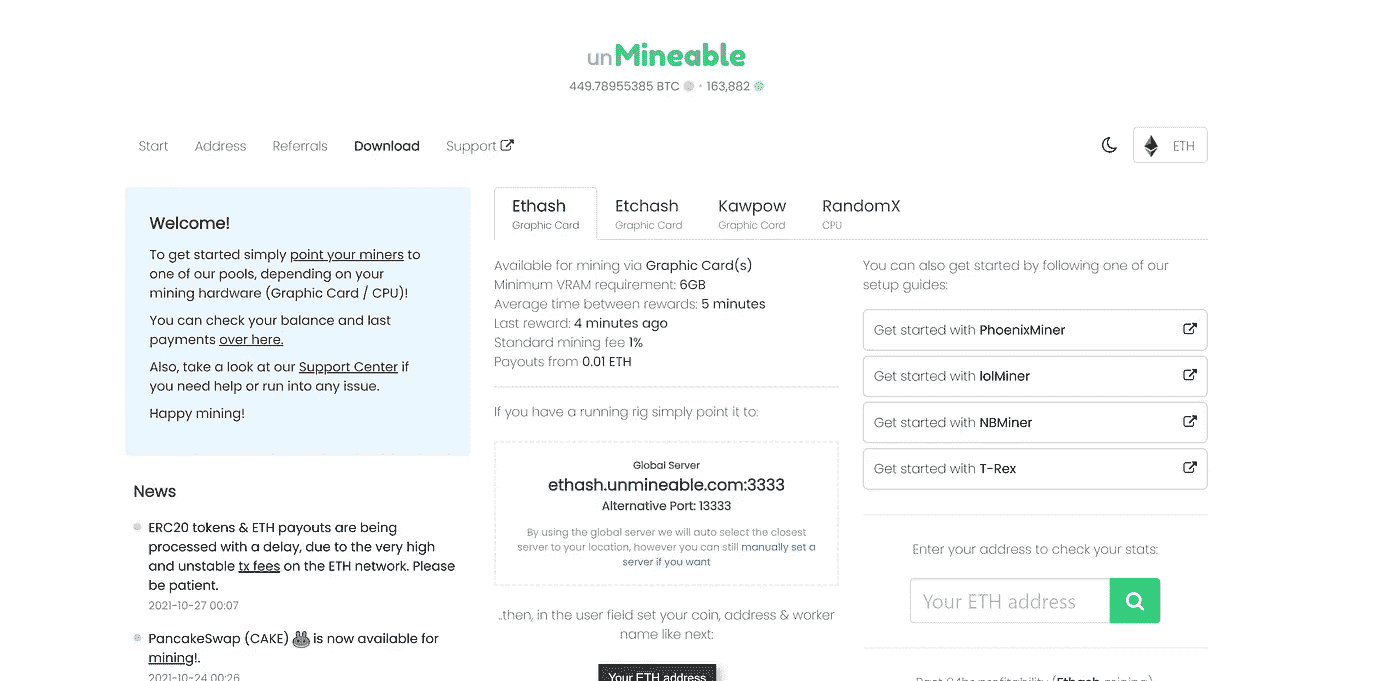 unMineable
449.78955385 BTC • 163,882
Start Address Referrals Download Support
ETH
Welcome!
To get started simply point your miners to
one of our pools, depending on your
mining hardware (Graphic Card / CPU)!
You can check your balance and last
payments over here.
Also, take a look at our Support Center if
you need help or run into any issue.
Happy mining!
News
ERC20 tokens & ETH payouts are being
processed with a delay, due to the very high
and unstable tx fees on the ETH network. Please
be patient.
2021-10-27 00:07
PancakeSwap (CAKE) is now available for
mining!.
2021-10-24 00:26
Ethash
Graphic Card
Etchash
Graphic Card
Kawpow
Graphic Card
RandomX
CPU
Available for mining via Graphic Card(s)
Minimum VRAM requirement: 6GB
Average time between rewards: 5 minutes
Last reward: 4 minutes ago
Standard mining fee 1%
Payouts from 0.01 ETH
If you have a running rig simply point it to:
Global Server
ethash.unmineable.com:3333
Alternative Port: 13333
By using the global server we will auto select the closest
server to your location, however you can still manually set a
server if you want
..then, in the user field set your coin, address & worker
name like next:
Your ETH address
You can also get started by following one of our
setup guides:
Get started with PhoenixMiner
Get started with lolMiner
Get started with NBMiner
Get started with T-Rex
Enter your address to check your stats:
Your ETH address
Past 24hr profitability (Ethash mining)